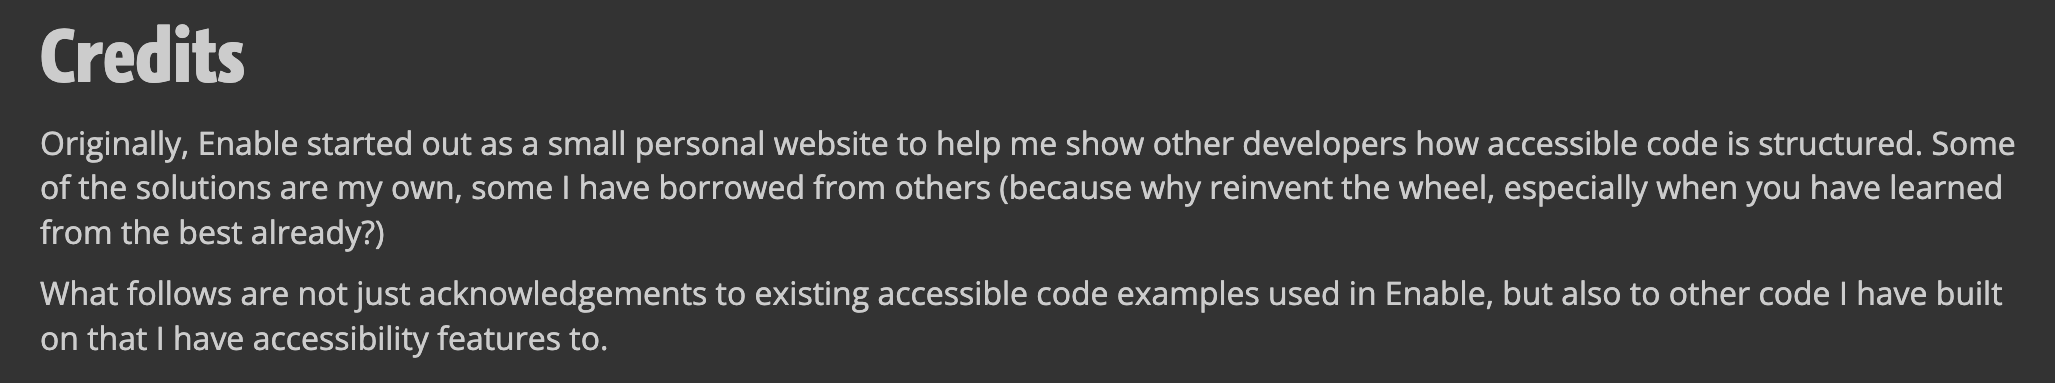 Credits
Originally, Enable started out as a small personal website to help me show other developers how accessible code is structured. Some
of the solutions are my own, some I have borrowed from others (because why reinvent the wheel, especially when you have learned
from the best already?)
What follows are not just acknowledgements to existing accessible code examples used in Enable, but also to other code I have built
on that I have accessibility features to.